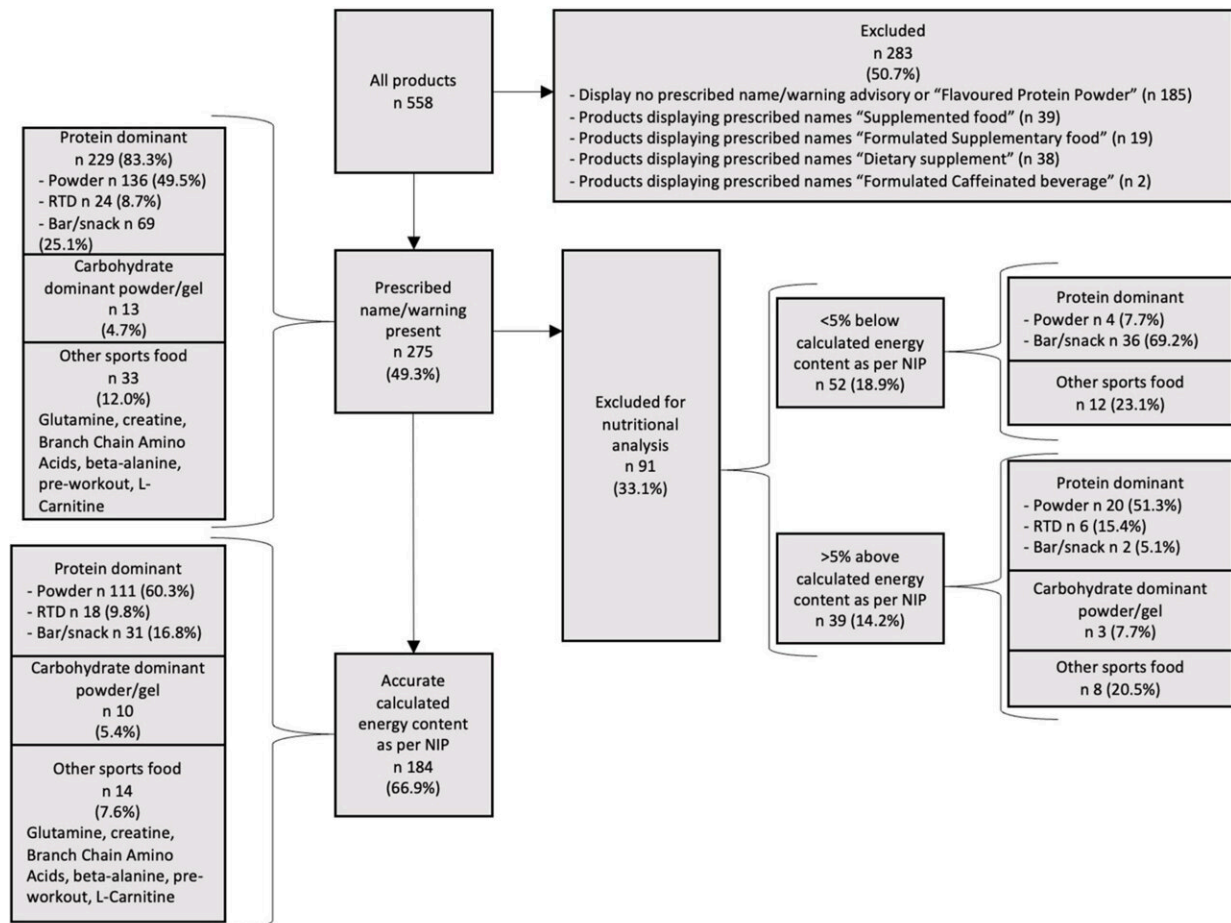 All products
n 558
Excluded
n 283
(50.7%)
- Display no prescribed name/warning advisory or “Flavoured Protein Powder” (n 185)
- Products displaying prescribed names “Supplemented food” (n 39)
- Products displaying prescribed names “Formulated Supplementary food” (n 19)
- Products displaying prescribed names “Dietary supplement” (n 38)
- Products displaying prescribed names “Formulated Caffeinated beverage” (n 2)
Protein dominant
n 229 (83.3%)
- Powder n 136 (49.5%)
- RTD n 24 (8.7%)
- Bar/snack n 69
(25.1%)
Carbohydrate
dominant powder/gel
n 13
(4.7%)
Other sports food
n 33
(12.0%)
Glutamine, creatine,
Branch Chain Amino
Acids, beta-alanine,
pre-workout, L-
Carnitine
Prescribed
name/warning
present
n 275
(49.3%)
Excluded for
nutritional
analysis
n 91
(33.1%)
<5% below
calculated energy
content as per NIP
n 52 (18.9%)
Protein dominant
- Powder n 4 (7.7%)
- Bar/snack n 36 (69.2%)
Other sports food
n 12 (23.1%)
>5% above
calculated energy
content as per NIP
n 39 (14.2%)
Protein dominant
- Powder n 20 (51.3%)
- RTD n 6 (15.4%)
- Bar/snack n 2 (5.1%)
Carbohydrate dominant
powder/gel
n 3 (7.7%)
Other sports food
n 8 (20.5%)
Protein dominant
- Powder n 111 (60.3%)
- RTD n 18 (9.8%)
- Bar/snack n 31 (16.8%)
Carbohydrate dominant
powder/gel
n 10
(5.4%)
Other sports food
n 14
(7.6%)
Glutamine, creatine,
Branch Chain Amino
Acids, beta-alanine, pre-
workout, L-Carnitine
Accurate
calculated
energy content
as per NIP
n 184
(66.9%)